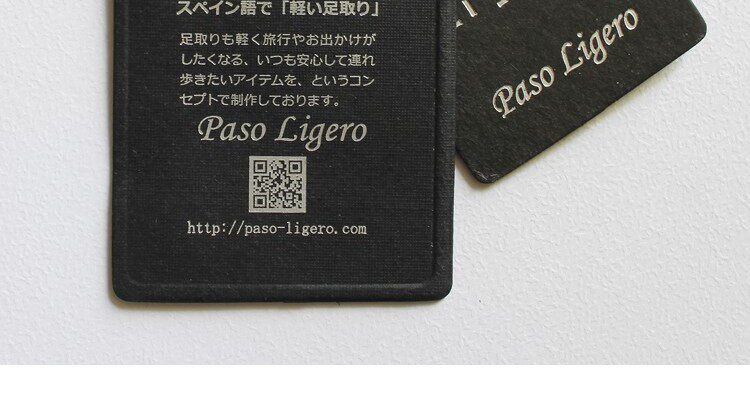 スペイン語で「軽い足取り」
足取りも軽く旅行やお出かけが
したくなる、いつも安心して連れ
歩きたいアイテムを、というコン
セプトで制作しております。
Paso Ligero
http://paso-ligero.com
Paso Ligero